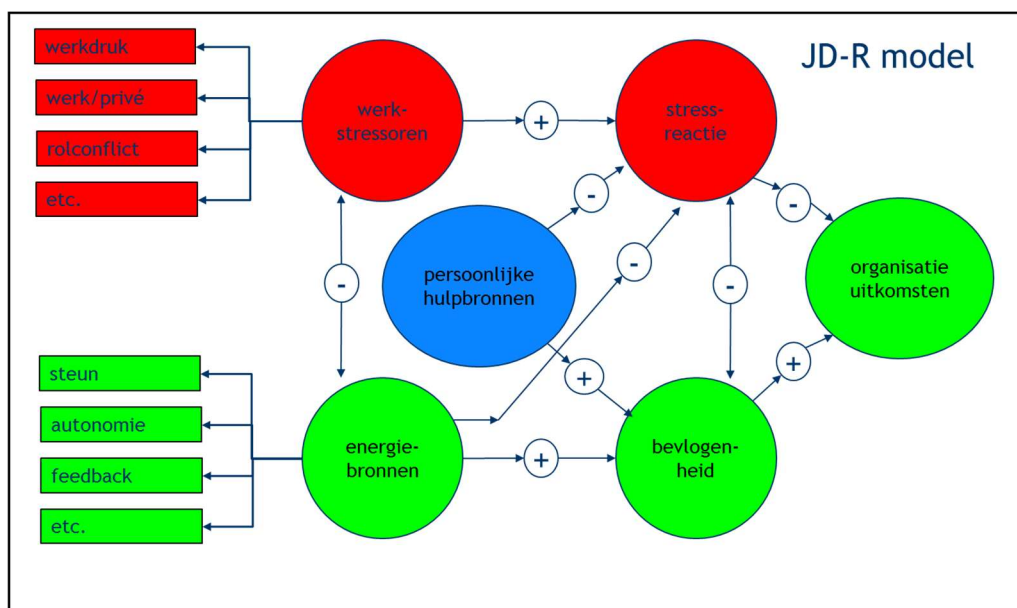 JD-R model
werkdruk
werk/privé
rolconflict
etc.
werk-
stressoren
+
stress-
reactie
-
-
-
-
-
persoonlijke
hulpbronnen
organisatie
uitkomsten
+
+
steun
autonomie
feedback
etc.
energie-
bronnen
+
bevlogen-
heid